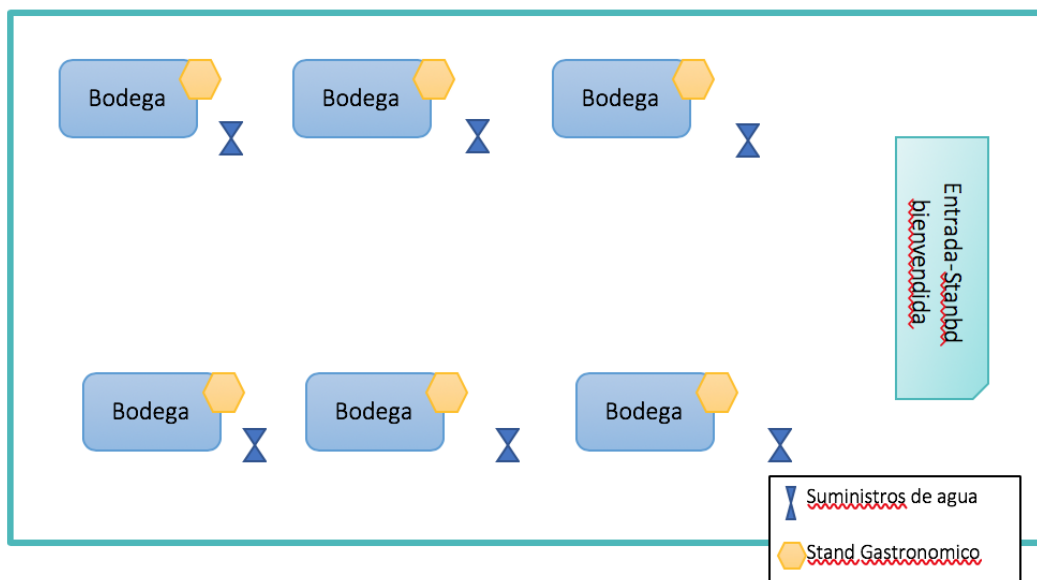 Bodega
Bodega
Bodega
Entrada-Stanbd
bienvendida
Bodega
Bodega
Bodega
Suministros de agua
Stand Gastronomico